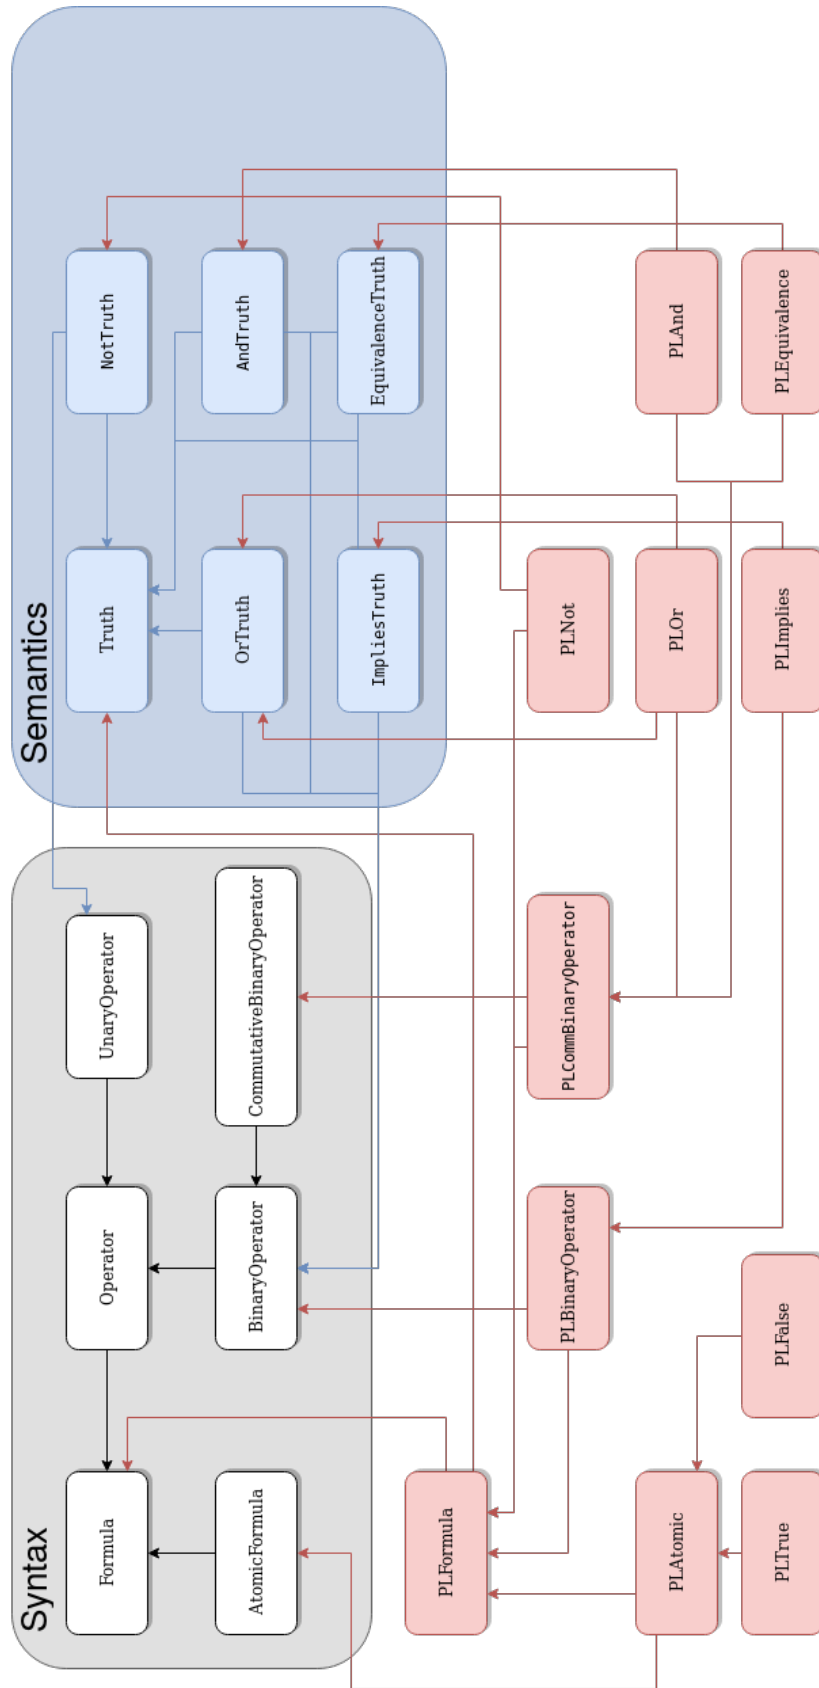 Syntax
Semantics
Formula
Operator
UnaryOperator
Truth
NotTruth
AtomicFormula
BinaryOperator
CommutativeBinaryOperator
OrTruth
AndTruth
ImpliesTruth
EquivalenceTruth
PLFormula
PLBinaryOperator
PLCommBinaryOperator
PLNot
PLAtomic
PLOr
PLAnd
PLTrue
PLFalse
PLImplies
PLEquivalence